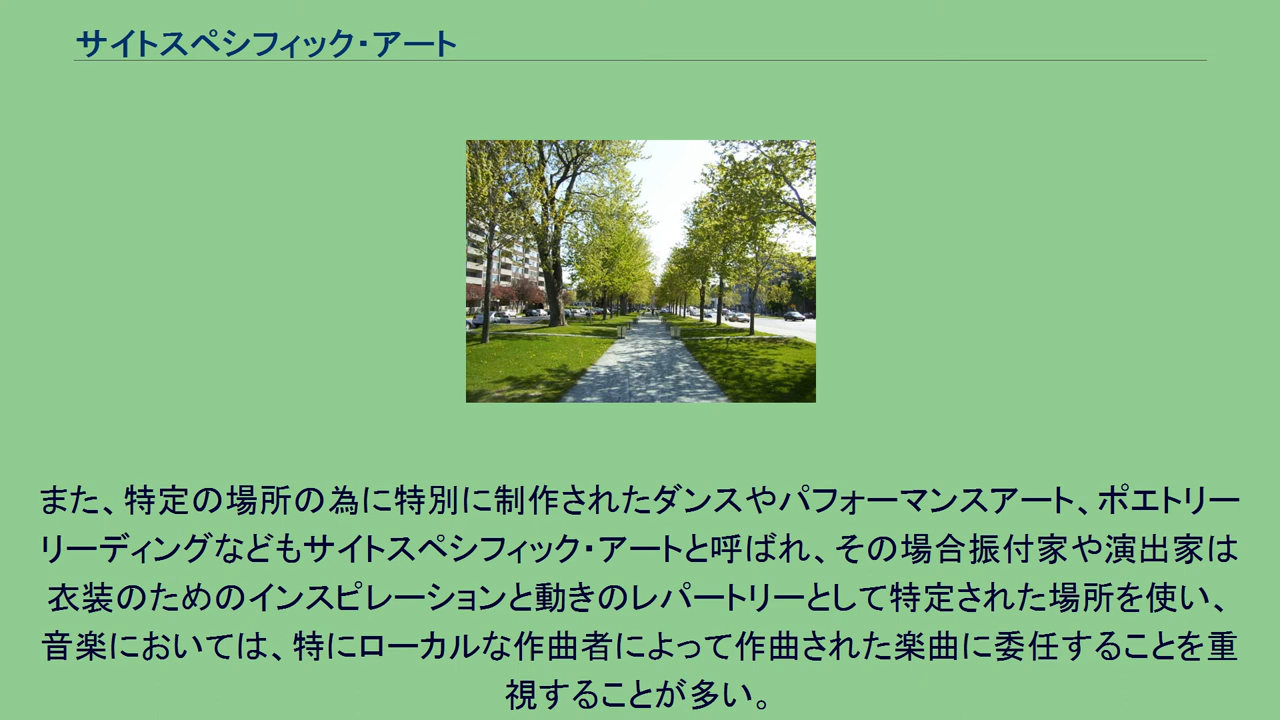 サイトスペシフィック・アート
また、特定の場所の為に特別に制作されたダンスやパフォーマンスアート、ポエトリー
リーディングなどもサイトスペシフィック・アートと呼ばれ、その場合振付家や演出家は
衣装のためのインスピレーションと動きのレパートリーとして特定された場所を使い、
音楽においては、特にローカルな作曲者によって作曲された楽曲に委任することを重
視することが多い。